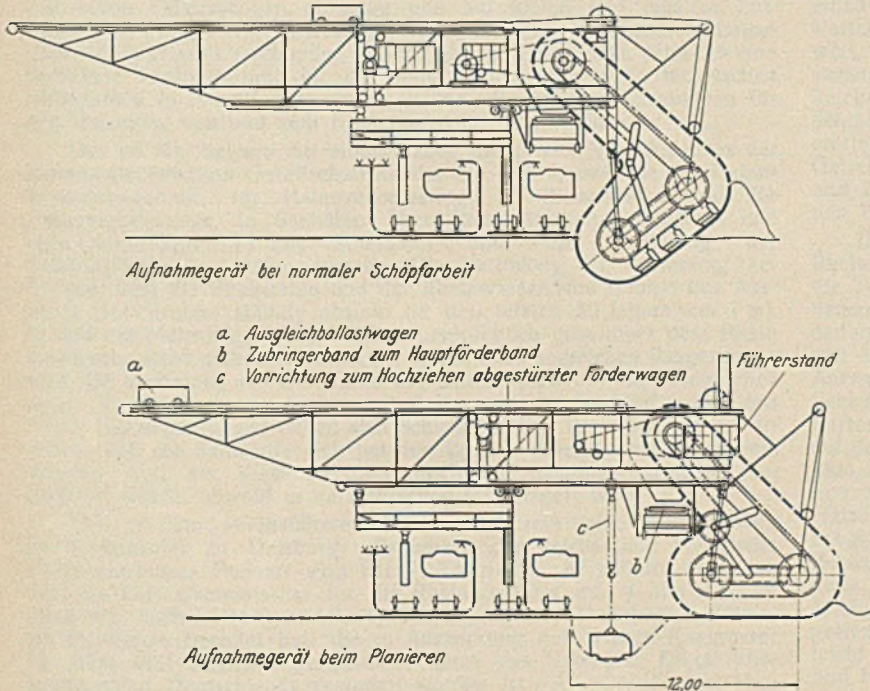 Aufnahmegerät bei normaler Schöpfarbeit
a Ausgleichballastwagen
b Zubringerband zum Hauptförderband
c Vorrichtung zum Hochziehen abgestürzter Förderwagen
Führerstand
a
c
b
Aufnahmegerät beim Planieren
12,00